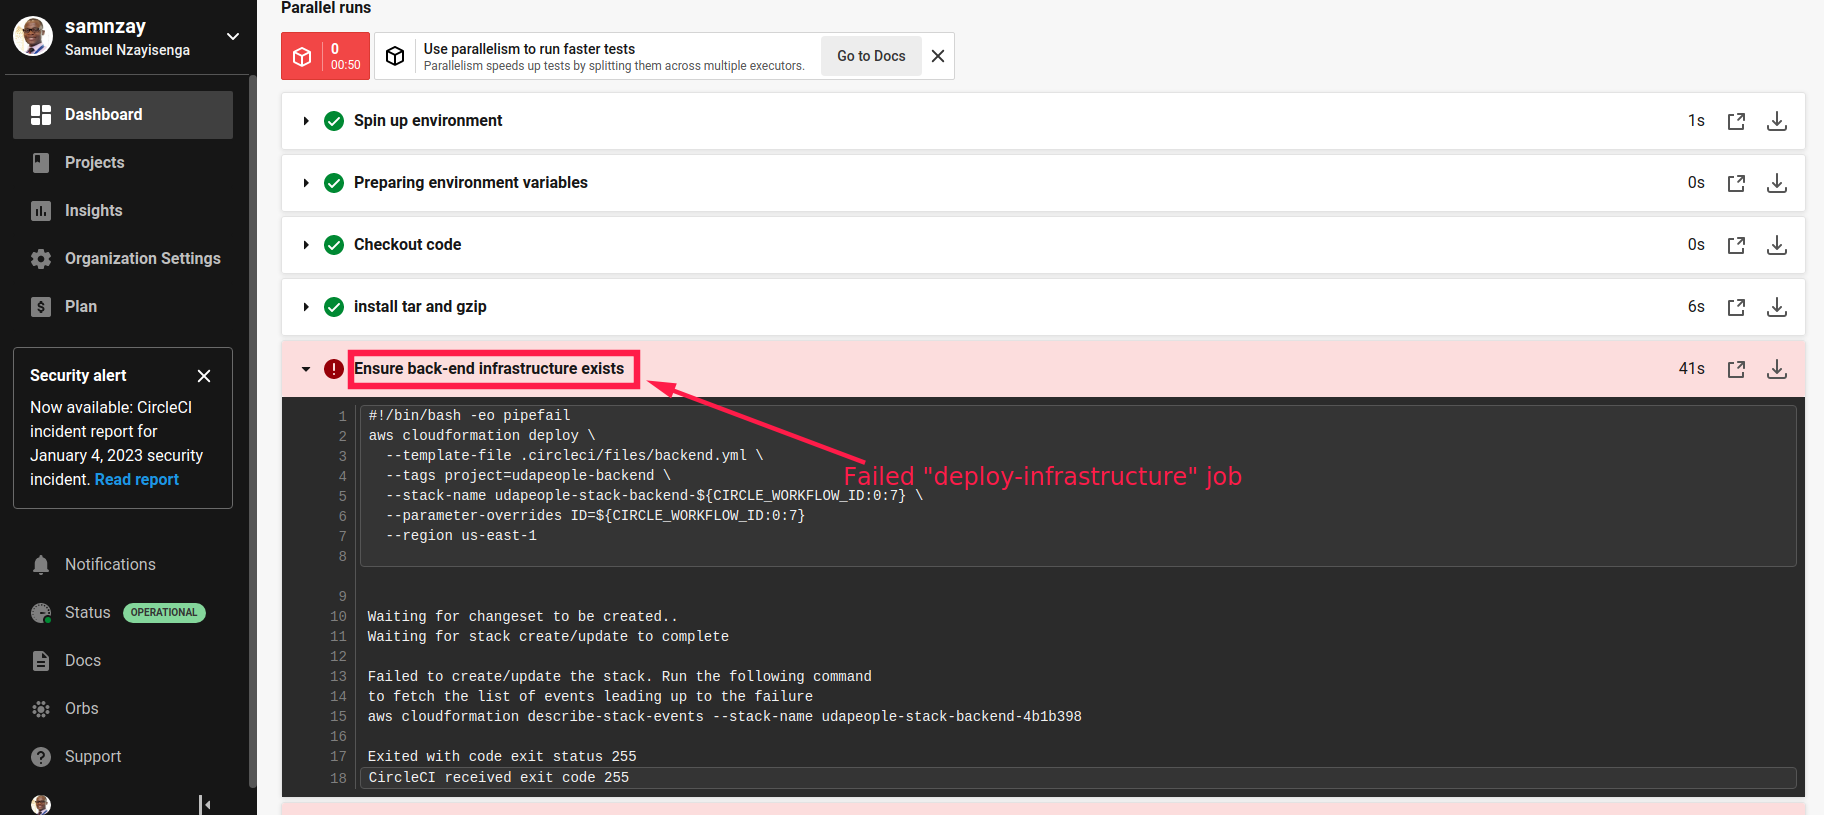 samnzay
Samuel Nzayisenga
Dashboard
Projects
Insights
Organization Settings
Plan
Security alert
Now available: CircleCI
incident report for
January 4, 2023 security
incident. Read report
Notifications
Status OPERATIONAL
Docs
Orbs
Support
Parallel runs
0
00:50
Use parallelism to run faster tests
Parallelism speeds up tests by splitting them across multiple executors.
Go to Docs
Spin up environment 1s
Preparing environment variables 0s
Checkout code 0s
install tar and gzip 6s
Ensure back-end infrastructure exists 41s
Failed "deploy-infrastructure" job
1 #!/bin/bash -eo pipefail
2 aws cloudformation deploy \
3 --template-file .circleci/files/backend.yml \
4 --tags project=udapeople-backend \
5 --stack-name udapeople-stack-backend-${CIRCLE_WORKFLOW_ID:0:7} \
6 --parameter-overrides ID=${CIRCLE_WORKFLOW_ID:0:7}
7 --region us-east-1
8
9
10 Waiting for changeset to be created..
11 Waiting for stack create/update to complete
12
13 Failed to create/update the stack. Run the following command
14 to fetch the list of events leading up to the failure
15 aws cloudformation describe-stack-events --stack-name udapeople-stack-backend-4b1b398
16
17 Exited with code exit status 255
18 CircleCI received exit code 255